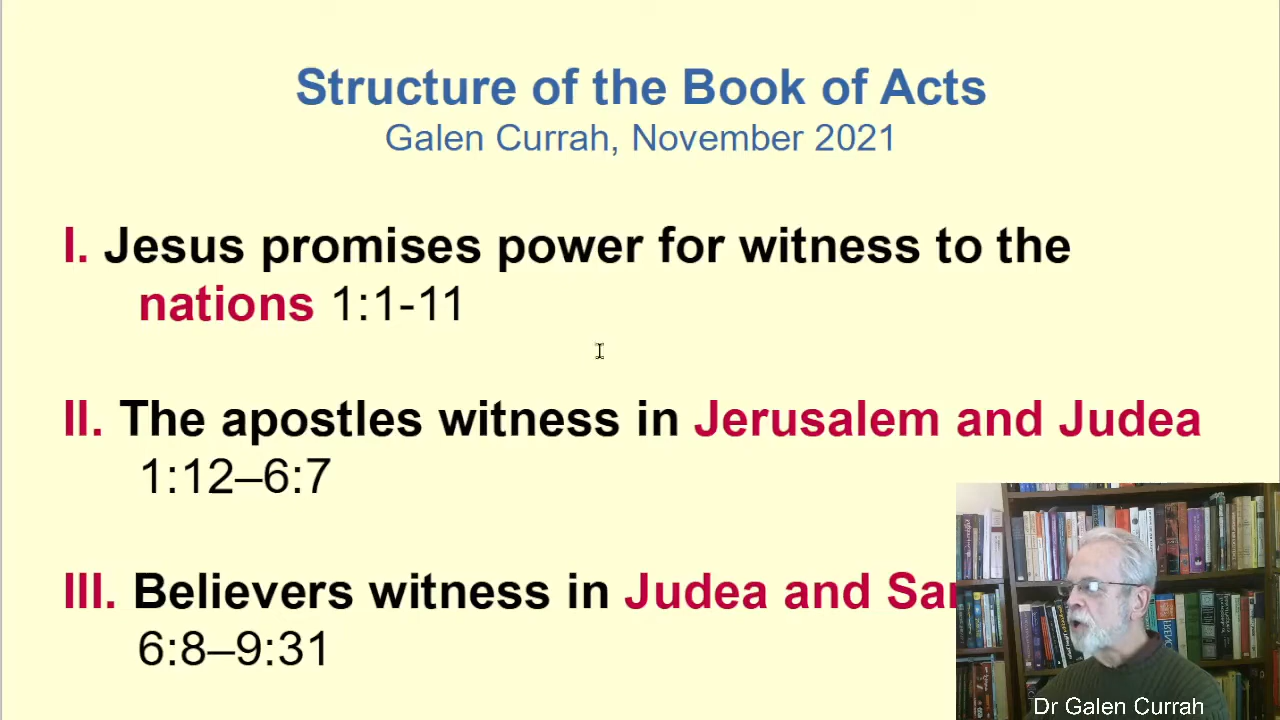 Structure of the Book of Acts
Galen Currah, November 2021
I. Jesus promises power for witness to the
nations 1:1-11
II. The apostles witness in Jerusalem and Judea
1:12–6:7
III. Believers witness in Judea and
6:8–9:31
Dr Galen Currah